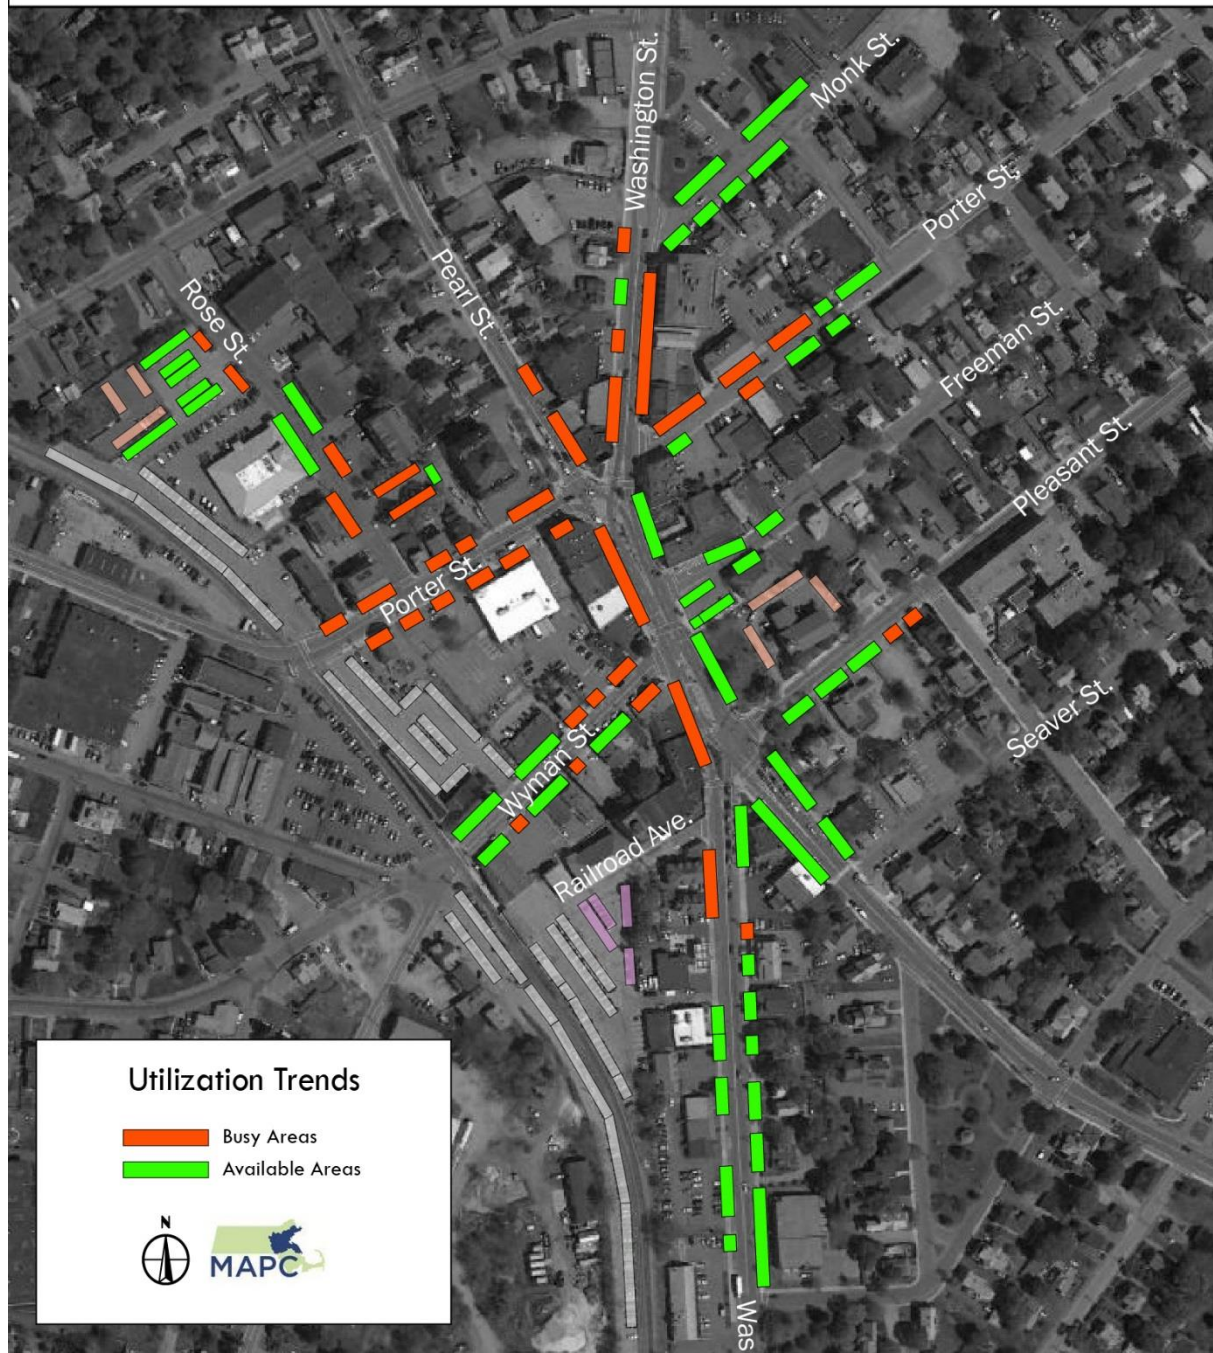 Washington St.
Monk St.
Porter St.
Pearl St.
Rose St.
Freeman St.
Pleasant St.
Porter St.
Seaver St.
Wyman St.
Railroad Ave.
Utilization Trends
Busy Areas
Available Areas
N
MAPC
Was